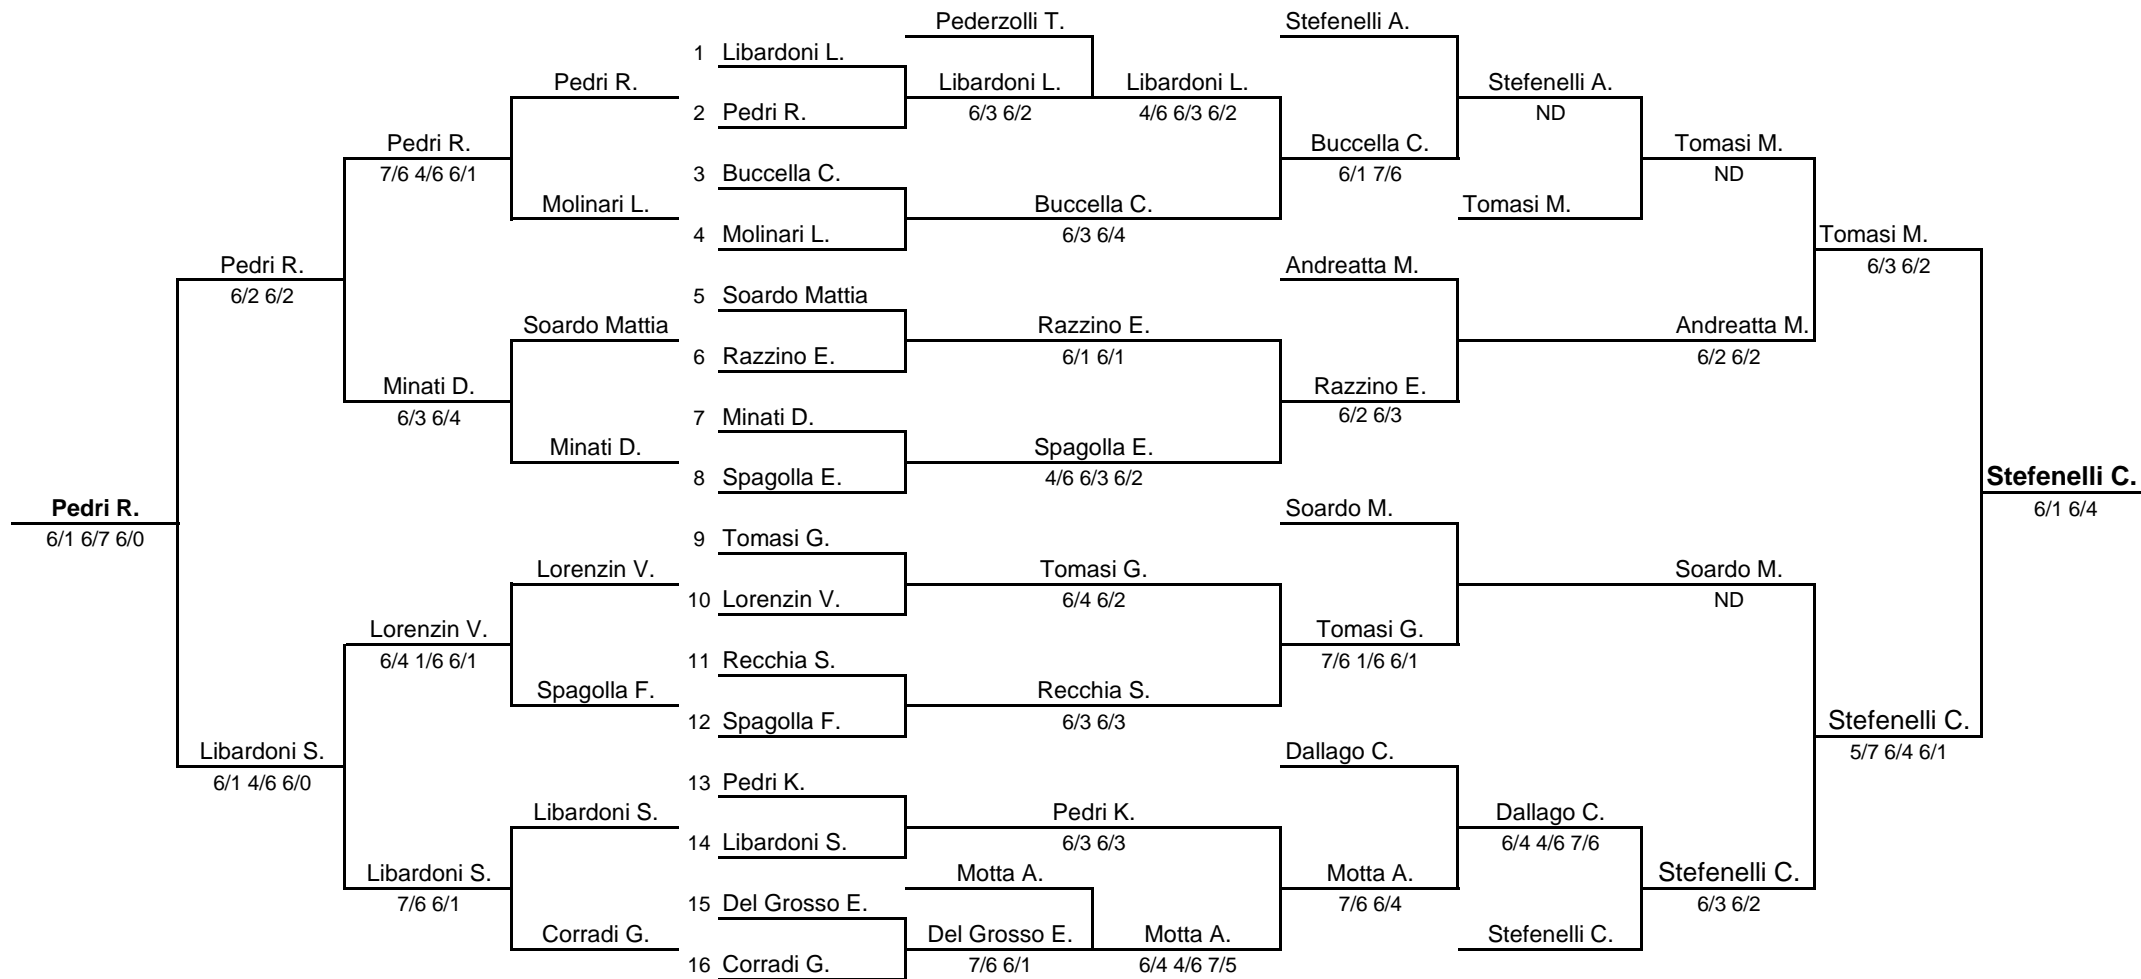 Pederzolli T.
Stefenelli A.
1 Libardoni L.
Pedri R.
Libardoni L.
Libardoni L.
Stefenelli A.
2 Pedri R.
6/3 6/2
4/6 6/3 6/2
ND
Pedri R.
Buccella C.
Tomasi M.
7/6 4/6 6/1
3 Buccella C.
6/1 7/6
ND
Molinari L.
Buccella C.
Tomasi M.
4 Molinari L.
6/3 6/4
Tomasi M.
Pedri R.
Andreatta M.
6/3 6/2
6/2 6/2
5 Soardo Mattia
Soardo Mattia
Razzino E.
Andreatta M.
6 Razzino E.
6/1 6/1
6/2 6/2
Minati D.
Razzino E.
6/3 6/4
7 Minati D.
6/2 6/3
Minati D.
Spagolla E.
8 Spagolla E.
4/6 6/3 6/2
Stefenelli C.
Pedri R.
Soardo M.
6/1 6/4
6/1 6/7 6/0
9 Tomasi G.
Lorenzin V.
Tomasi G.
Soardo M.
10 Lorenzin V.
6/4 6/2
ND
Lorenzin V.
Tomasi G.
6/4 1/6 6/1
11 Recchia S.
7/6 1/6 6/1
Spagolla F.
Recchia S.
12 Spagolla F.
6/3 6/3
Stefenelli C.
Libardoni S.
Dallago C.
5/7 6/4 6/1
6/1 4/6 6/0
13 Pedri K.
Libardoni S.
Pedri K.
Dallago C.
14 Libardoni S.
6/3 6/3
6/4 4/6 7/6
Libardoni S.
Motta A.
Motta A.
Stefenelli C.
7/6 6/1
15 Del Grosso E.
7/6 6/4
6/3 6/2
Corradi G.
Del Grosso E.
Motta A.
Stefenelli C.
16 Corradi G.
7/6 6/1
6/4 4/6 7/5